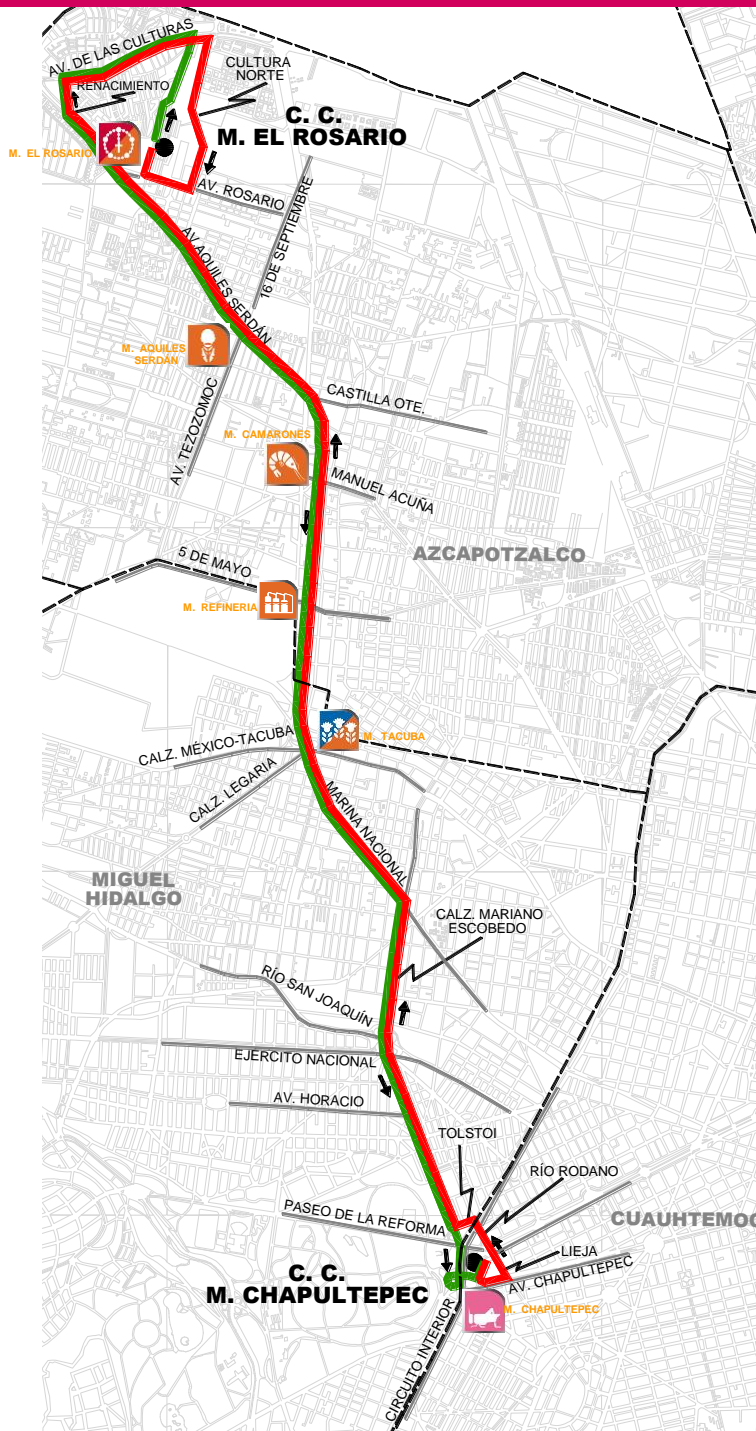 AV. DE LAS CULTURAS
RENACIMIENTO
CULTURA
NORTE
C. C.
M. EL ROSARIO
M. EL ROSARIO
AV. ROSARIO
16 DE SEPTIEMBRE
AV.AQUILES SERDÁN
M. AQUILES
SERDÁN
AV. TEZOZOMOC
CASTILLA OTE.
M. CAMARONES
MANUEL ACUÑA
AZCAPOTZALCO
5 DE MAYO
M. REFINERIA
M. TACUBA
CALZ. MÉXICO-TACUBA
CALZ. LEGARIA
MARINA NACIONAL
MIGUEL
HIDALGO
CALZ. MARIANO
ESCOBEDO
RÍO SAN JOAQUÍN
EJERCITO NACIONAL
AV. HORACIO
TOLSTOI
RÍO RODANO
PASEO DE LA REFORMA
CUAUHTEMOC
LIEJA
AV. CHAPULTEPEC
C. C.
M. CHAPULTEPEC
M. CHAPULTEPEC
CIRCUITO INTERIOR